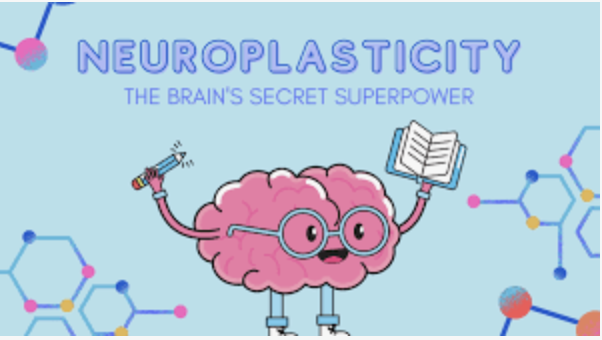 NEUROPLASTICITY
THE BRAIN'S SECRET SUPERPOWER